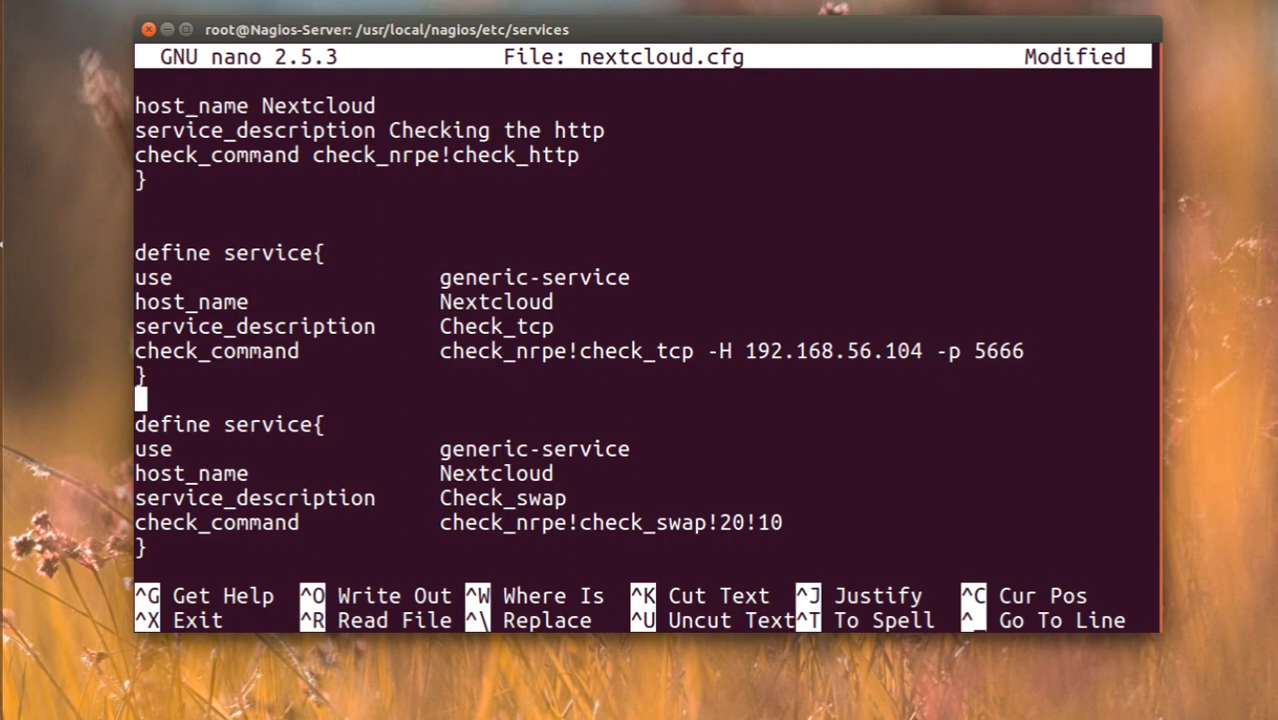 root@Nagios-Server: /usr/local/nagios/etc/services
GNU nano 2.5.3 File: nextcloud.cfg Modified
host_name Nextcloud
service_description Checking the http
check_command check_nrpe!check_http
}
define service{
use generic-service
host_name Nextcloud
service_description Check_tcp
check_command check_nrpe!check_tcp -H 192.168.56.104 -p 5666
}
define service{
use generic-service
host_name Nextcloud
service_description Check_swap
check_command check_nrpe!check_swap!20!10
}
^G Get Help ^O Write Out ^W Where Is ^K Cut Text ^J Justify ^C Cur Pos
^X Exit ^R Read File ^\ Replace ^U Uncut Text^T To Spell ^_ Go To Line